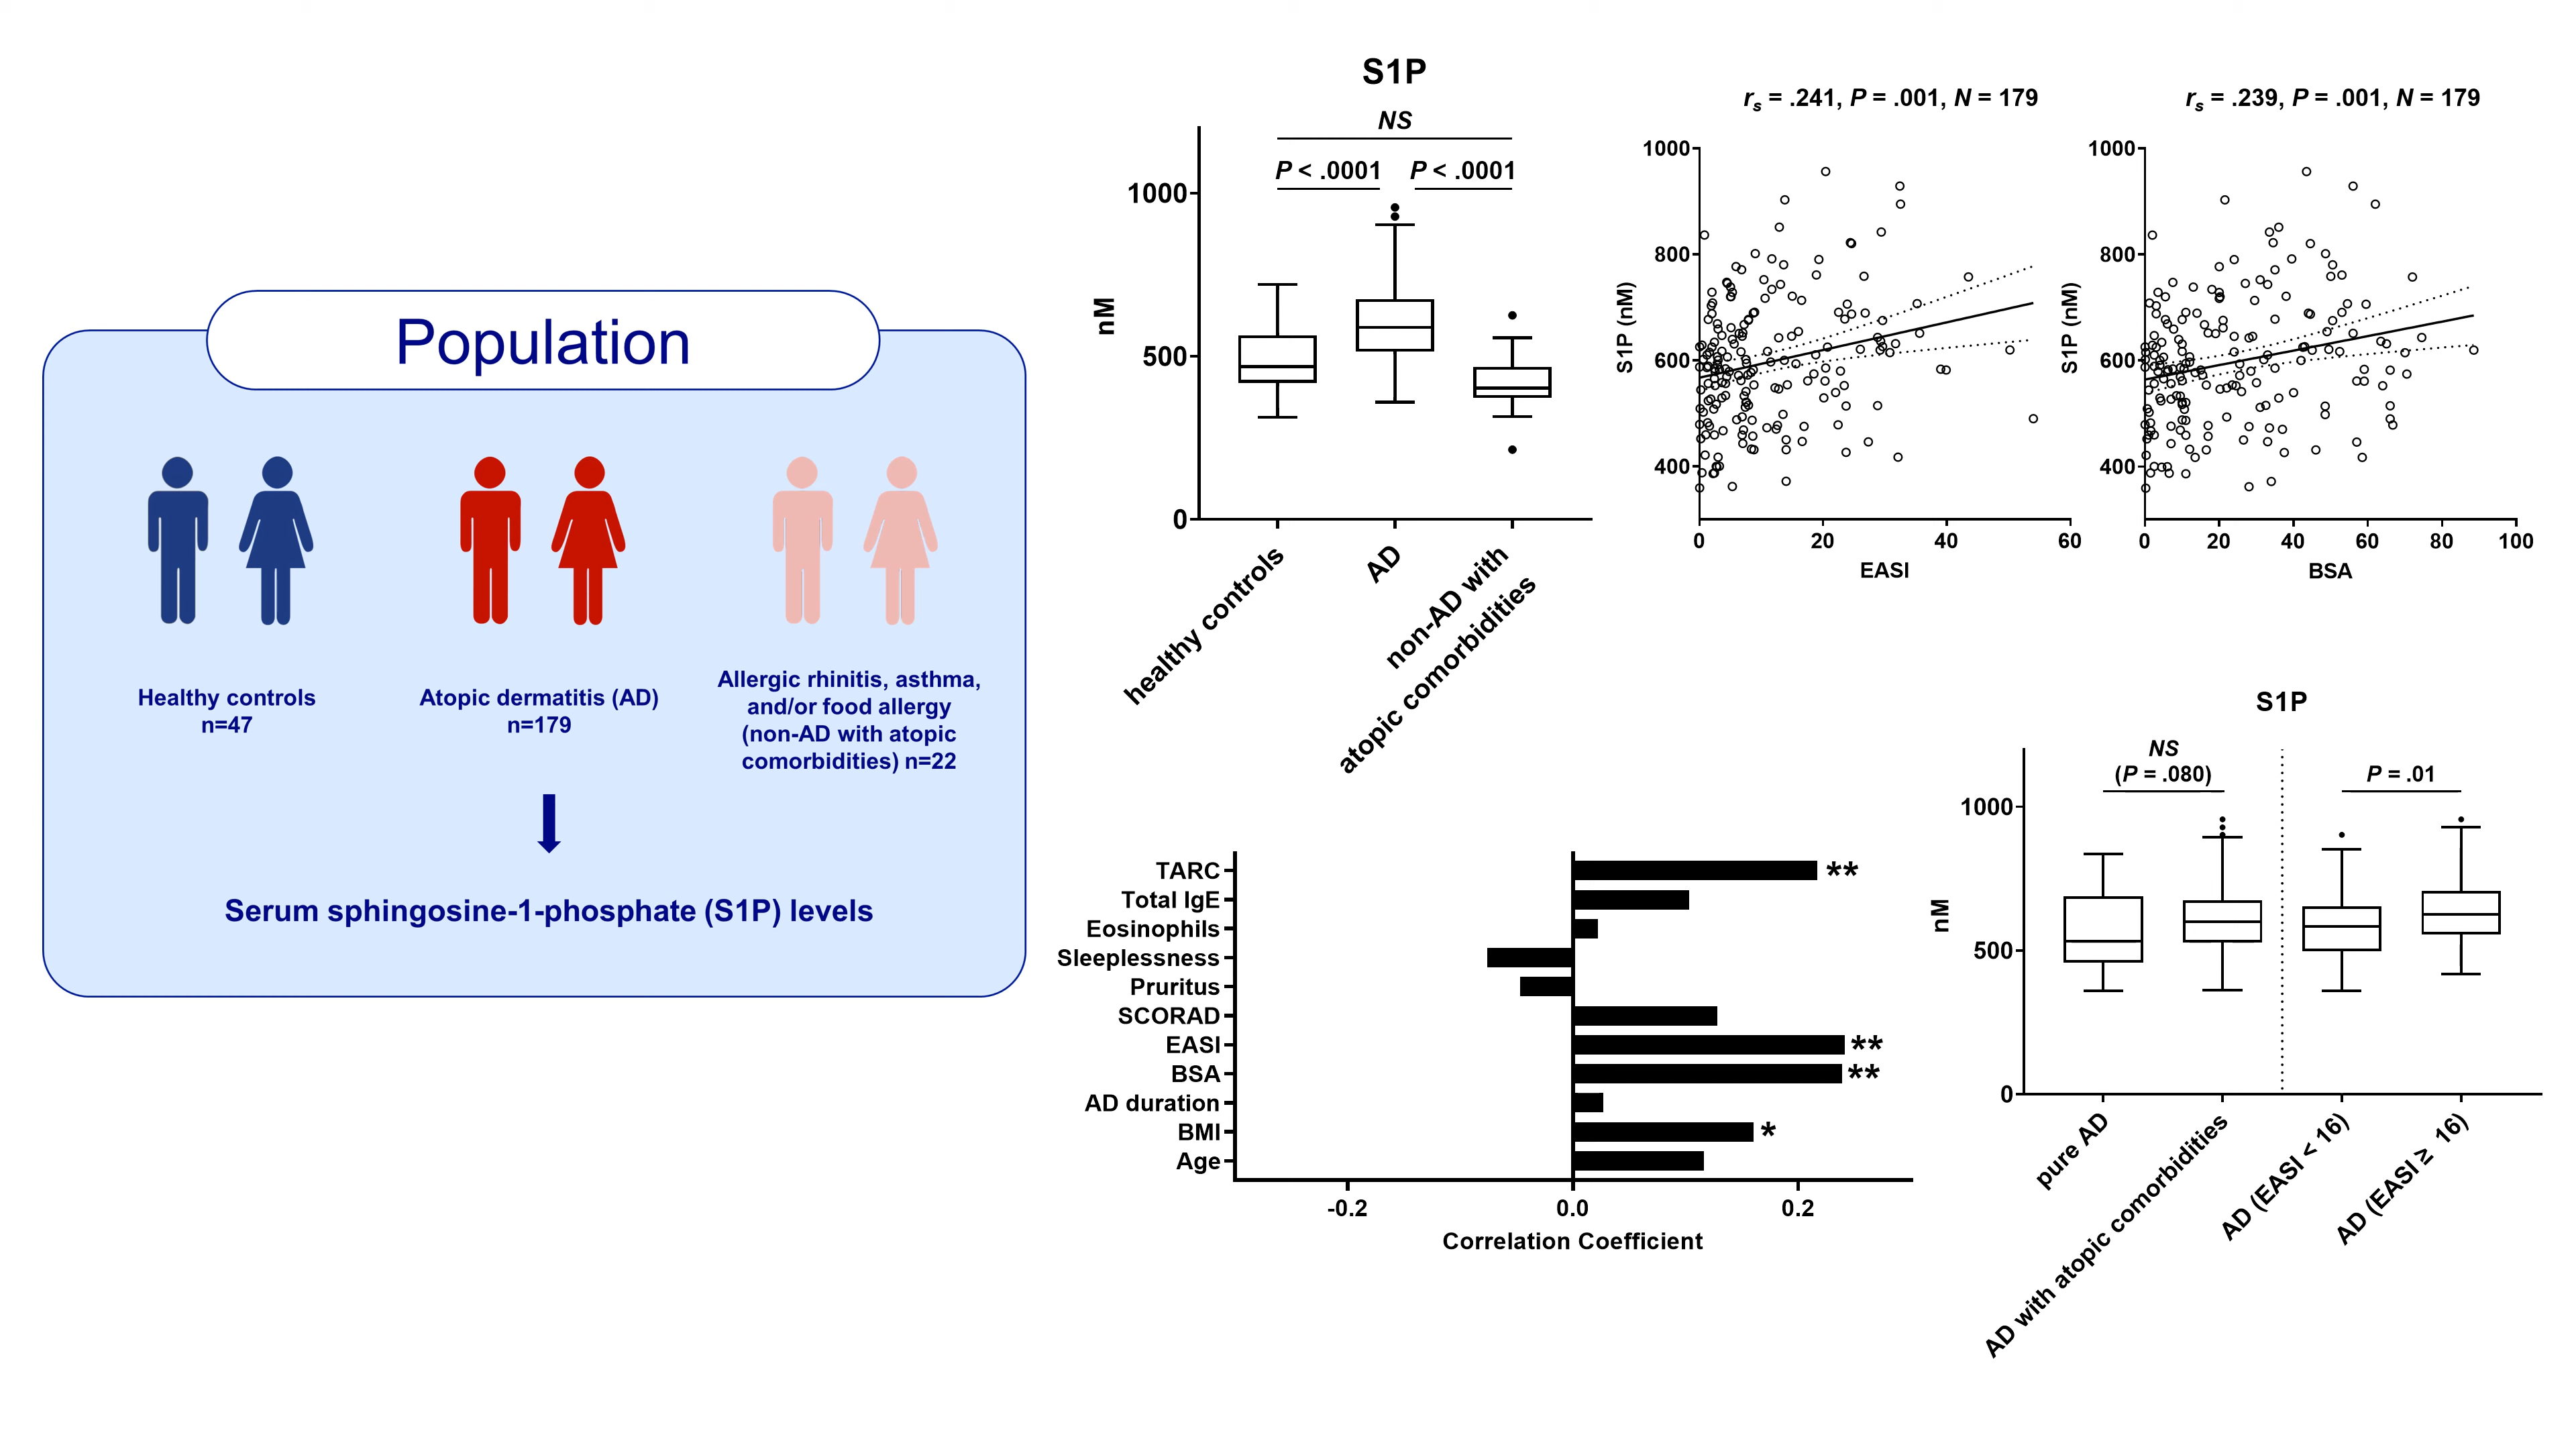 Population
Healthy controls
n=47
Atopic dermatitis (AD)
n=179
Allergic rhinitis, asthma,
and/or food allergy
(non-AD with atopic
comorbidities) n=22
Serum sphingosine-1-phosphate (S1P) levels
S1P
NS
P < .0001
P < .0001
nM
1000
500
0
healthy controls
AD
non-AD with
atopic comorbidities
rs = .241, P = .001, N = 179
S1P (nM)
1000
800
600
400
0
20
40
60
EASI
rs = .239, P = .001, N = 179
S1P (nM)
1000
800
600
400
0
20
40
60
80
100
BSA
TARC
**
Total IgE
Eosinophils
Sleeplessness
Pruritus
SCORAD
EASI
**
BSA
**
AD duration
BMI
*
Age
-0.2
0.0
0.2
Correlation Coefficient
S1P
NS
(P = .080)
P = .01
nM
1000
500
0
pure AD
AD with atopic comorbidities
AD (EASI < 16)
AD (EASI ≥ 16)